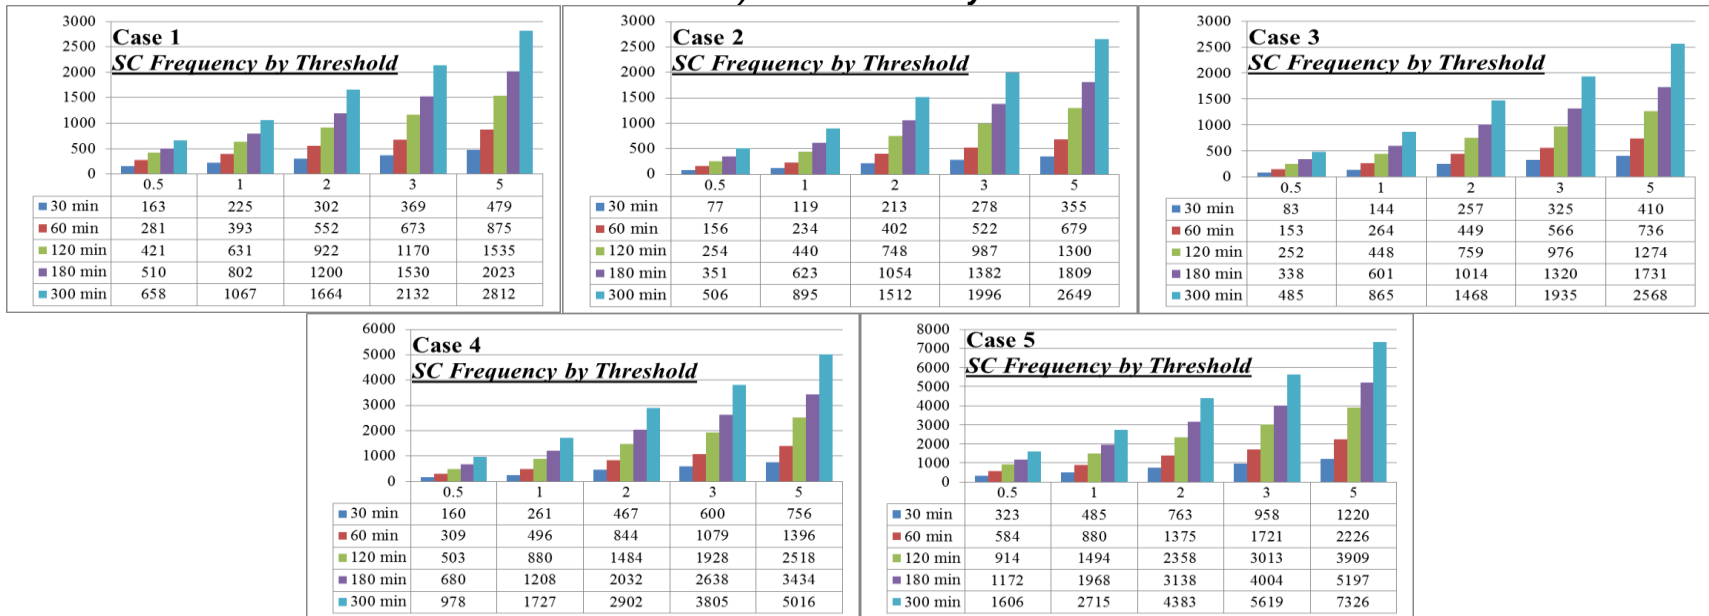 3000
2500
2000
1500
1000
500
0
Case 1
SC Frequency by Threshold
0.5 1 2 3 5
30 min 163 225 302 369 479
60 min 281 393 552 673 875
120 min 421 631 922 1170 1535
180 min 510 802 1200 1530 2023
300 min 658 1067 1664 2132 2812
3000
2500
2000
1500
1000
500
0
Case 2
SC Frequency by Threshold
0.5 1 2 3 5
30 min 77 119 213 278 355
60 min 156 234 402 522 679
120 min 254 440 748 987 1300
180 min 351 623 1054 1382 1809
300 min 506 895 1512 1996 2649
3000
2500
2000
1500
1000
500
0
Case 3
SC Frequency by Threshold
0.5 1 2 3 5
30 min 83 144 257 325 410
60 min 153 264 449 566 736
120 min 252 448 759 976 1274
180 min 338 601 1014 1320 1731
300 min 485 865 1468 1935 2568
6000
5000
4000
3000
2000
1000
0
Case 4
SC Frequency by Threshold
0.5 1 2 3 5
30 min 160 261 467 600 756
60 min 309 496 844 1079 1396
120 min 503 880 1484 1928 2518
180 min 680 1208 2032 2638 3434
300 min 978 1727 2902 3805 5016
8000
7000
6000
5000
4000
3000
2000
1000
0
Case 5
SC Frequency by Threshold
0.5 1 2 3 5
30 min 323 485 763 958 1220
60 min 584 880 1375 1721 2226
120 min 914 1494 2358 3013 3909
180 min 1172 1968 3138 4004 5197
300 min 1606 2715 4383 5619 7326